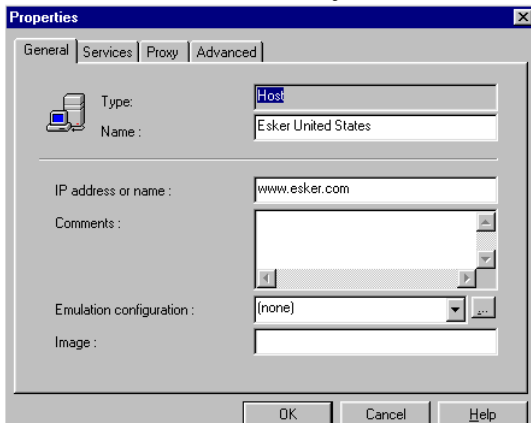 Properties
General Services Proxy Advanced
Type: Host
Name : Esker United States
IP address or name : www.esker.com
Comments :
Emulation configuration : (none) ...
Image :
OK Cancel Help